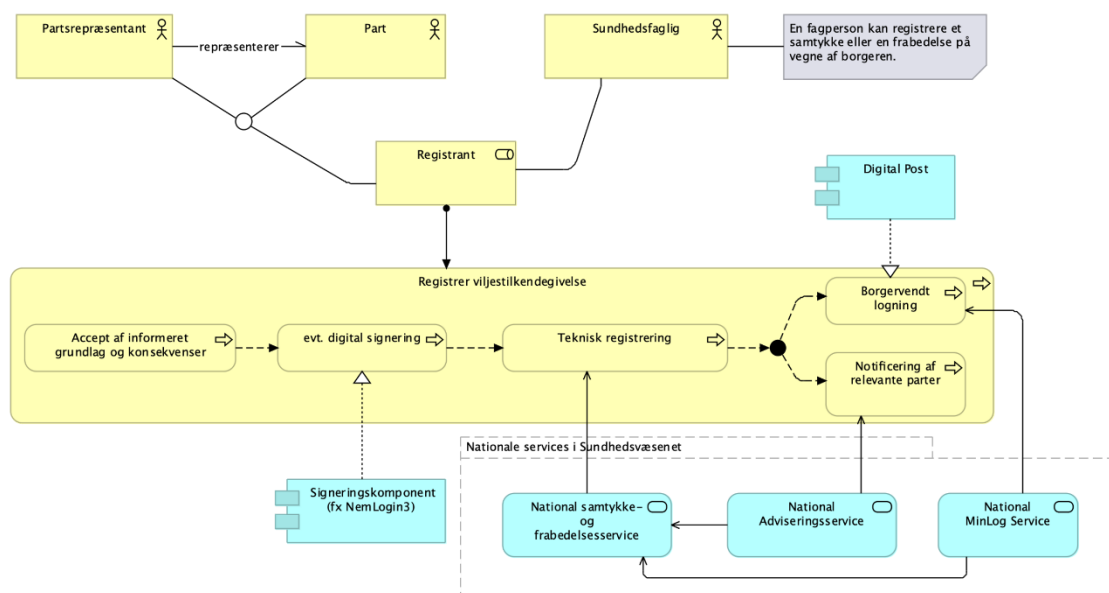 Partsrepræsentant
repræsenterer
Part
Sundhedsfaglig
En fagperson kan registrere et
samtykke eller en frabedelse på
vegne af borgeren.
Registrant
Digital Post
Registrer viljestilkendegivelse
Accept af informeret
grundlag og konsekvenser
evt. digital signering
Teknisk registrering
Borgervendt
logning
Notificering af
relevante parter
Nationale services i Sundhedsvæsenet
Signeringskomponent
(fx NemLogin3)
National samtykke-
og
frabedelsesservice
National
Adviseringsservice
National
MinLog Service